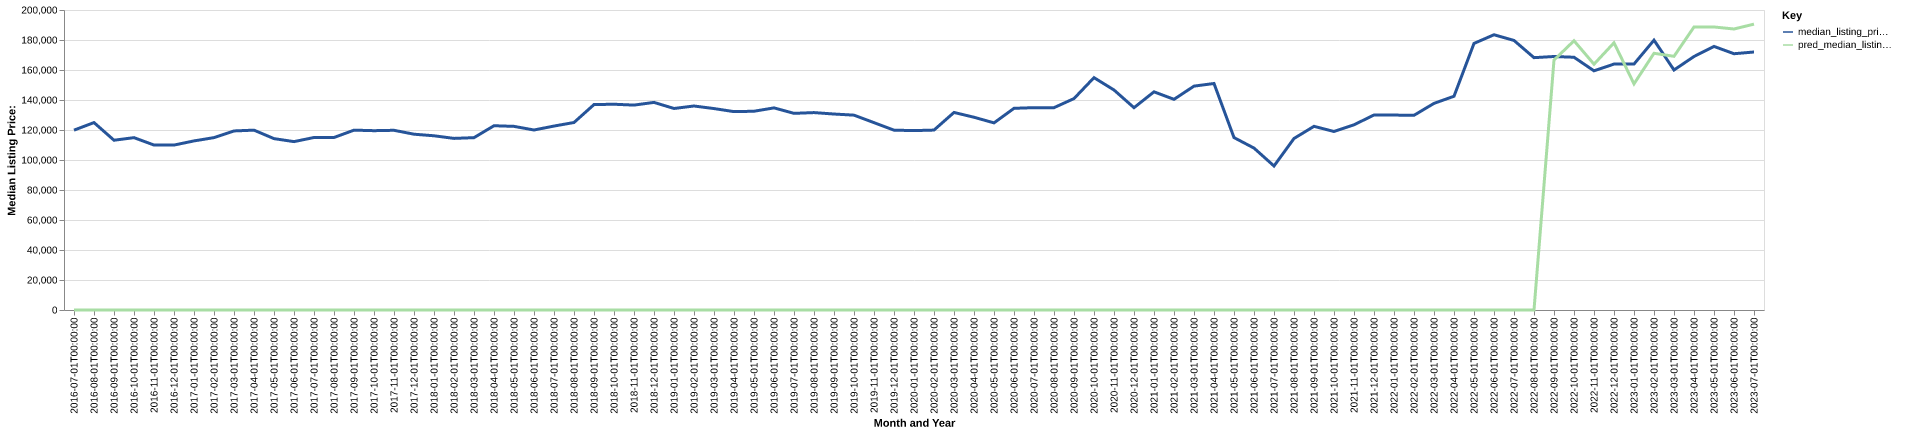 200,000
180,000
160,000
140,000
120,000
100,000
80,000
60,000
40,000
20,000
0
Median Listing Price:
2016-07-01T00:00:00
2016-08-01T00:00:00
2016-09-01T00:00:00
2016-10-01T00:00:00
2016-11-01T00:00:00
2016-12-01T00:00:00
2017-01-01T00:00:00
2017-02-01T00:00:00
2017-03-01T00:00:00
2017-04-01T00:00:00
2017-05-01T00:00:00
2017-06-01T00:00:00
2017-07-01T00:00:00
2017-08-01T00:00:00
2017-09-01T00:00:00
2017-10-01T00:00:00
2017-11-01T00:00:00
2017-12-01T00:00:00
2018-01-01T00:00:00
2018-02-01T00:00:00
2018-03-01T00:00:00
2018-04-01T00:00:00
2018-05-01T00:00:00
2018-06-01T00:00:00
2018-07-01T00:00:00
2018-08-01T00:00:00
2018-09-01T00:00:00
2018-10-01T00:00:00
2018-11-01T00:00:00
2018-12-01T00:00:00
2019-01-01T00:00:00
2019-02-01T00:00:00
2019-03-01T00:00:00
2019-04-01T00:00:00
2019-05-01T00:00:00
2019-06-01T00:00:00
2019-07-01T00:00:00
2019-08-01T00:00:00
2019-09-01T00:00:00
2019-10-01T00:00:00
2019-11-01T00:00:00
2019-12-01T00:00:00
2020-01-01T00:00:00
2020-02-01T00:00:00
2020-03-01T00:00:00
2020-04-01T00:00:00
2020-05-01T00:00:00
2020-06-01T00:00:00
2020-07-01T00:00:00
2020-08-01T00:00:00
2020-09-01T00:00:00
2020-10-01T00:00:00
2020-11-01T00:00:00
2020-12-01T00:00:00
2021-01-01T00:00:00
2021-02-01T00:00:00
2021-03-01T00:00:00
2021-04-01T00:00:00
2021-05-01T00:00:00
2021-06-01T00:00:00
2021-07-01T00:00:00
2021-08-01T00:00:00
2021-09-01T00:00:00
2021-10-01T00:00:00
2021-11-01T00:00:00
2021-12-01T00:00:00
2022-01-01T00:00:00
2022-02-01T00:00:00
2022-03-01T00:00:00
2022-04-01T00:00:00
2022-05-01T00:00:00
2022-06-01T00:00:00
2022-07-01T00:00:00
2022-08-01T00:00:00
2022-09-01T00:00:00
2022-10-01T00:00:00
2022-11-01T00:00:00
2022-12-01T00:00:00
2023-01-01T00:00:00
2023-02-01T00:00:00
2023-03-01T00:00:00
2023-04-01T00:00:00
2023-05-01T00:00:00
2023-06-01T00:00:00
2023-07-01T00:00:00
Month and Year
Key
median_listing_pri…
pred_median_listin…